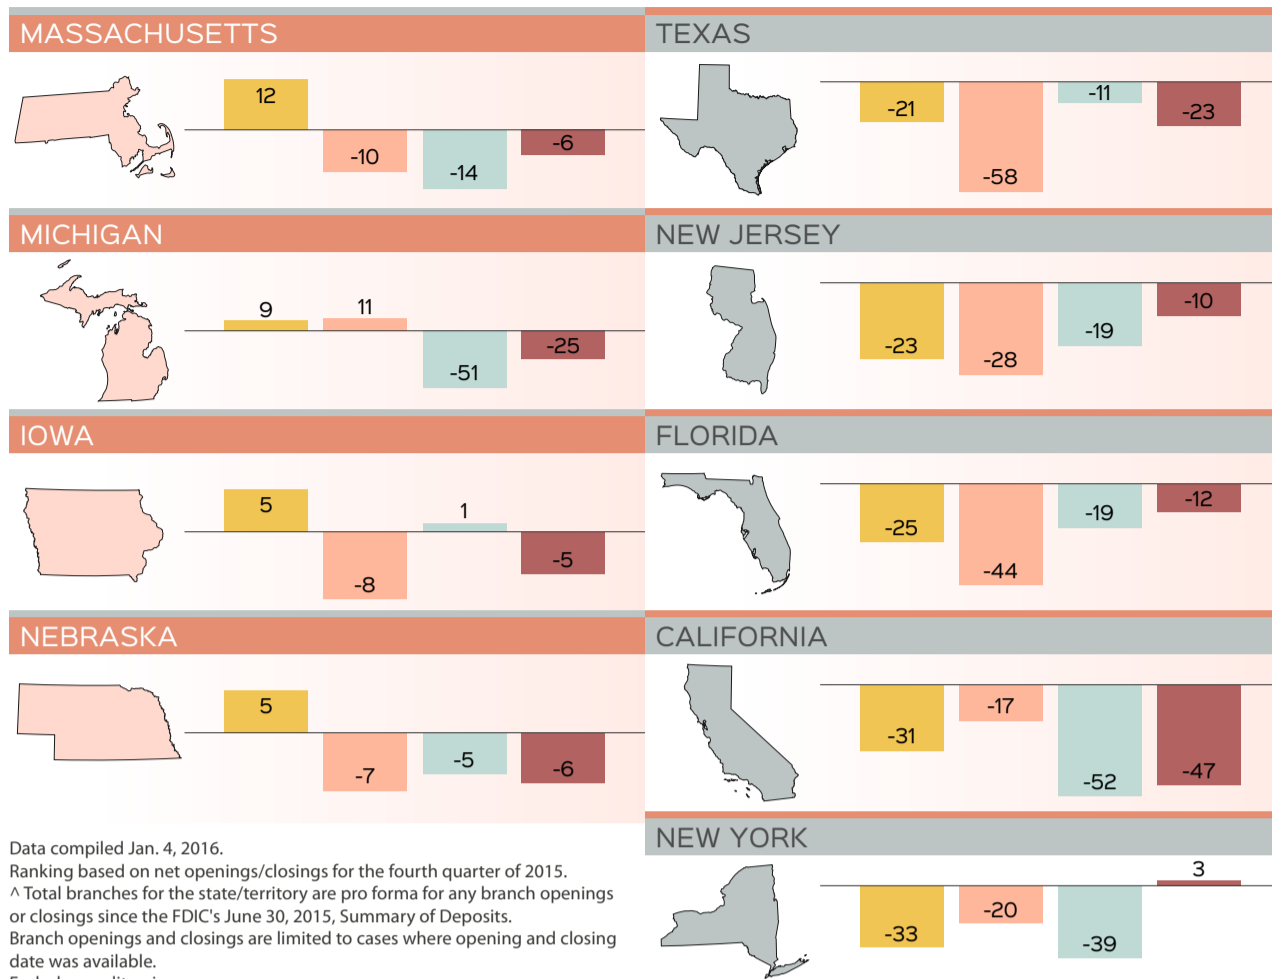 MASSACHUSETTS
12
-10
-14
-6
MICHIGAN
9
11
-51
-25
IOWA
5
-8
1
-5
NEBRASKA
5
-7
-5
-6
Data compiled Jan. 4, 2016.
Ranking based on net openings/closings for the fourth quarter of 2015.
^ Total branches for the state/territory are pro forma for any branch openings
or closings since the FDIC's June 30, 2015, Summary of Deposits.
Branch openings and closings are limited to cases where opening and closing
date was available.
TEXAS
-21
-58
-11
-23
NEW JERSEY
-23
-28
-19
-10
FLORIDA
-25
-44
-19
-12
CALIFORNIA
-31
-17
-52
-47
NEW YORK
-33
-20
-39
3